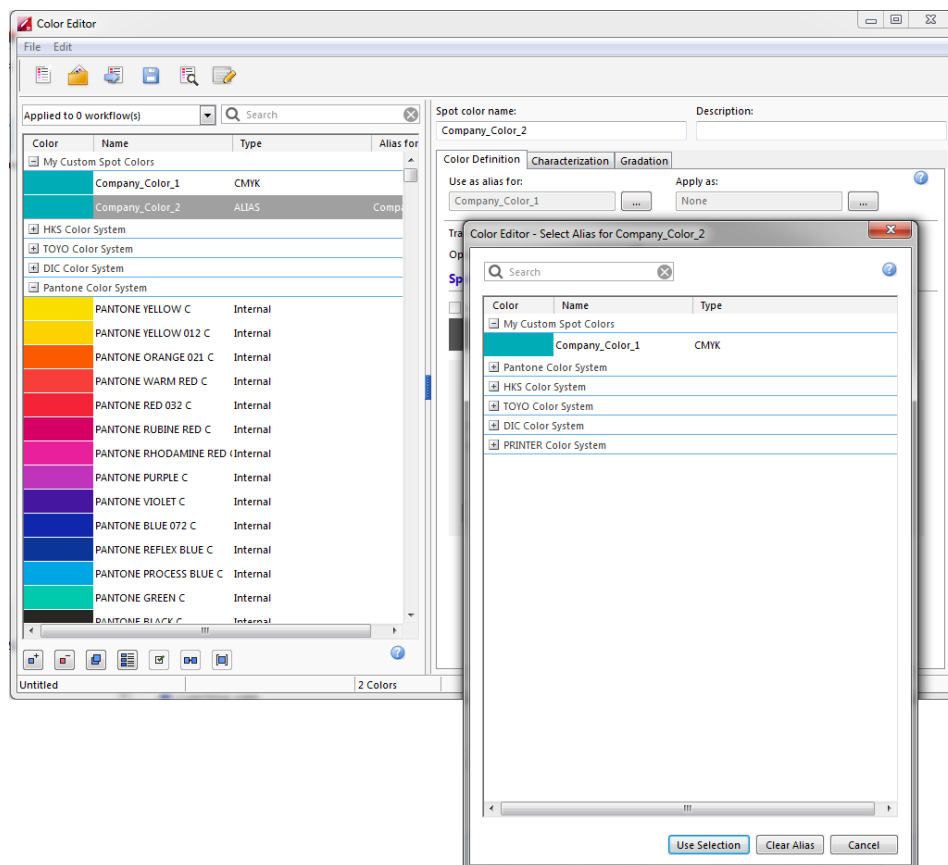 Color Editor
File Edit
Applied to 0 workflow(s) Search
Color Name Type Alias for
My Custom Spot Colors
Company_Color_1 CMYK
Company_Color_2 ALIAS Compa
HKS Color System
TOYO Color System
DIC Color System
Pantone Color System
PANTONE YELLOW C Internal
PANTONE YELLOW 012 C Internal
PANTONE ORANGE 021 C Internal
PANTONE WARM RED C Internal
PANTONE RED 032 C Internal
PANTONE RUBINE RED C Internal
PANTONE RHODAMINE RED ( Internal
PANTONE PURPLE C Internal
PANTONE VIOLET C Internal
PANTONE BLUE 072 C Internal
PANTONE REFLEX BLUE C Internal
PANTONE PROCESS BLUE C Internal
PANTONE GREEN C Internal
PANTONE BLACK C Internal
Untitled 2 Colors
Spot color name: Description:
Company_Color_2
Color Definition Characterization Gradation
Use as alias for: Apply as:
Company_Color_1 ... None ...
Tra
Op
Sp
Color Editor - Select Alias for Company_Color_2
Search
Color Name Type
My Custom Spot Colors
Company_Color_1 CMYK
Pantone Color System
HKS Color System
TOYO Color System
DIC Color System
PRINTER Color System
Use Selection Clear Alias Cancel